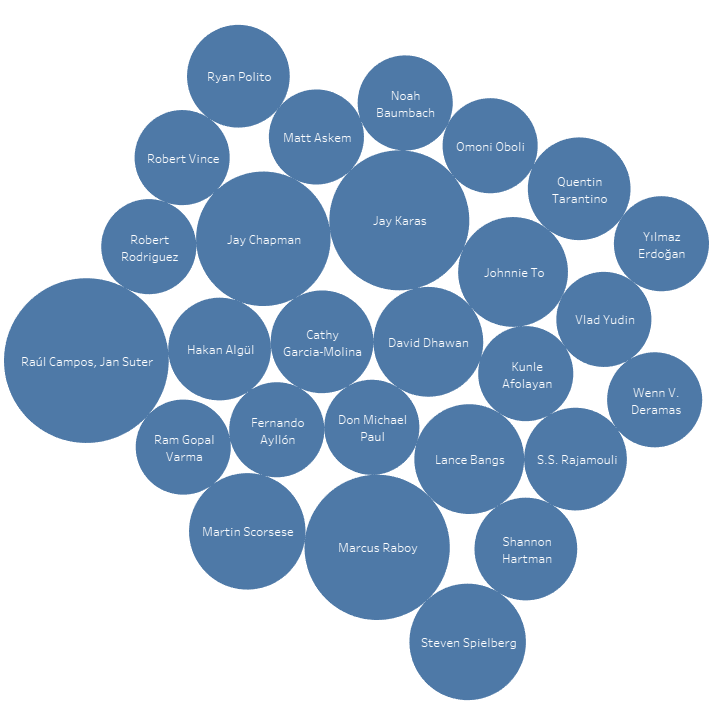 Ryan Polito
Noah
Baumbach
Matt Askem
Omoni Oboli
Robert Vince
Quentin
Tarantino
Jay Karas
Jay Chapman
Robert
Rodriguez
Yılmaz
Erdoğan
Johnnie To
Vlad Yudin
Raúl Campos, Jan Suter
Hakan Algül
Cathy
Garcia-Molina
David Dhawan
Kunle
Afolayan
Wenn V.
Deramas
Ram Gopal
Varma
Fernando
Ayllón
Don Michael
Paul
Lance Bangs
S.S. Rajamouli
Martin Scorsese
Marcus Raboy
Shannon
Hartman
Steven Spielberg